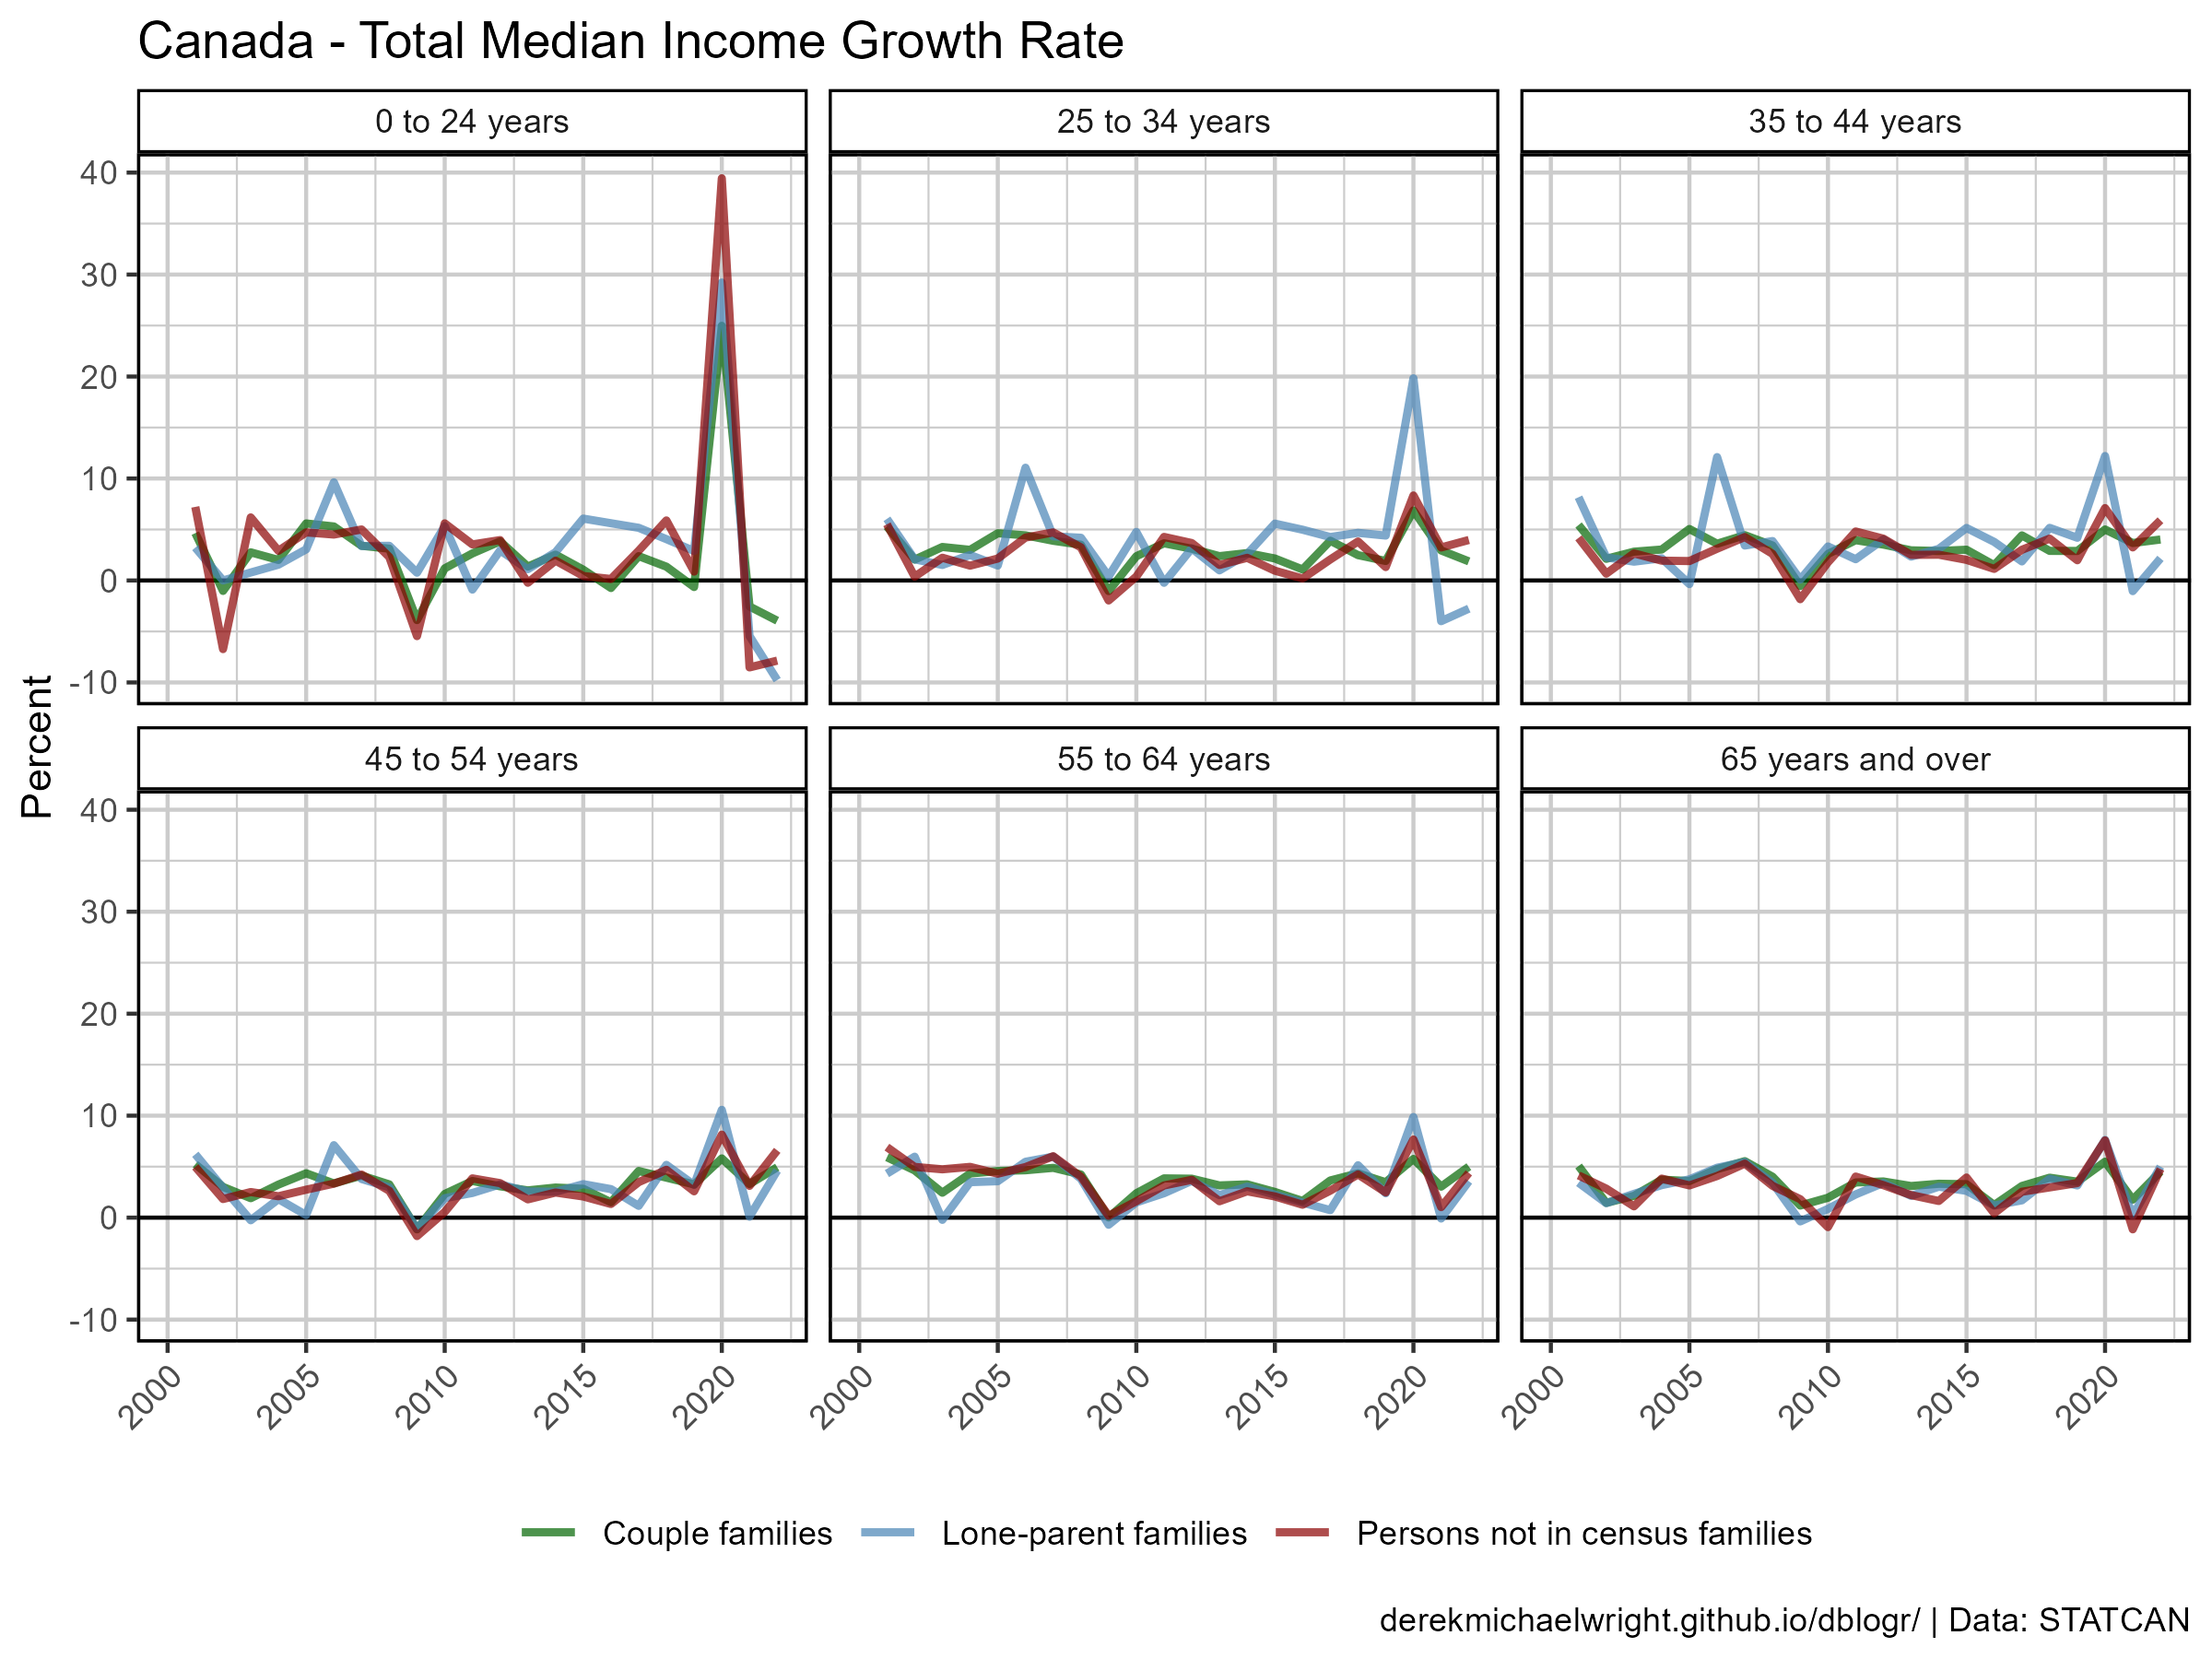 Canada - Total Median Income Growth Rate
0 to 24 years
25 to 34 years
35 to 44 years
40
30
20
10
0
-10
Percent
45 to 54 years
55 to 64 years
65 years and over
40
30
20
10
0
-10
2000 2005 2010 2015 2020
2000 2005 2010 2015 2020
2000 2005 2010 2015 2020
Couple families Lone-parent families Persons not in census families
derekmichaelwright.github.io/dblogr/ | Data: STATCAN